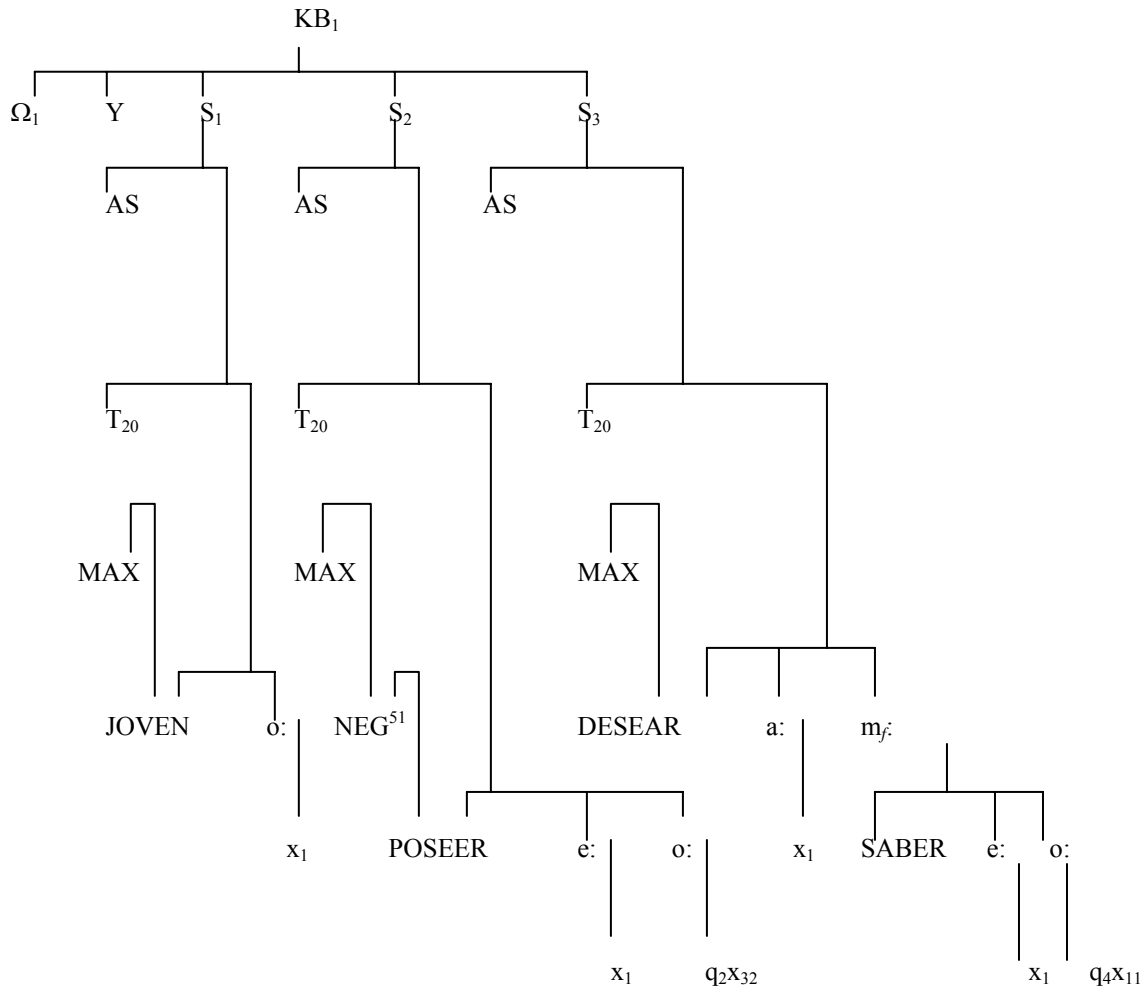 KB₁
Ω₁ Y S₁ S₂ S₃
AS AS AS
T₂₀ T₂₀ T₂₀
MAX MAX MAX
JOVEN o: NEG⁵¹ DESEAR a: m𝑓:
x₁ POSEER e: o: x₁ SABER e: o:
x₁ q₂x₃₂ x₁ q₄x₁₁